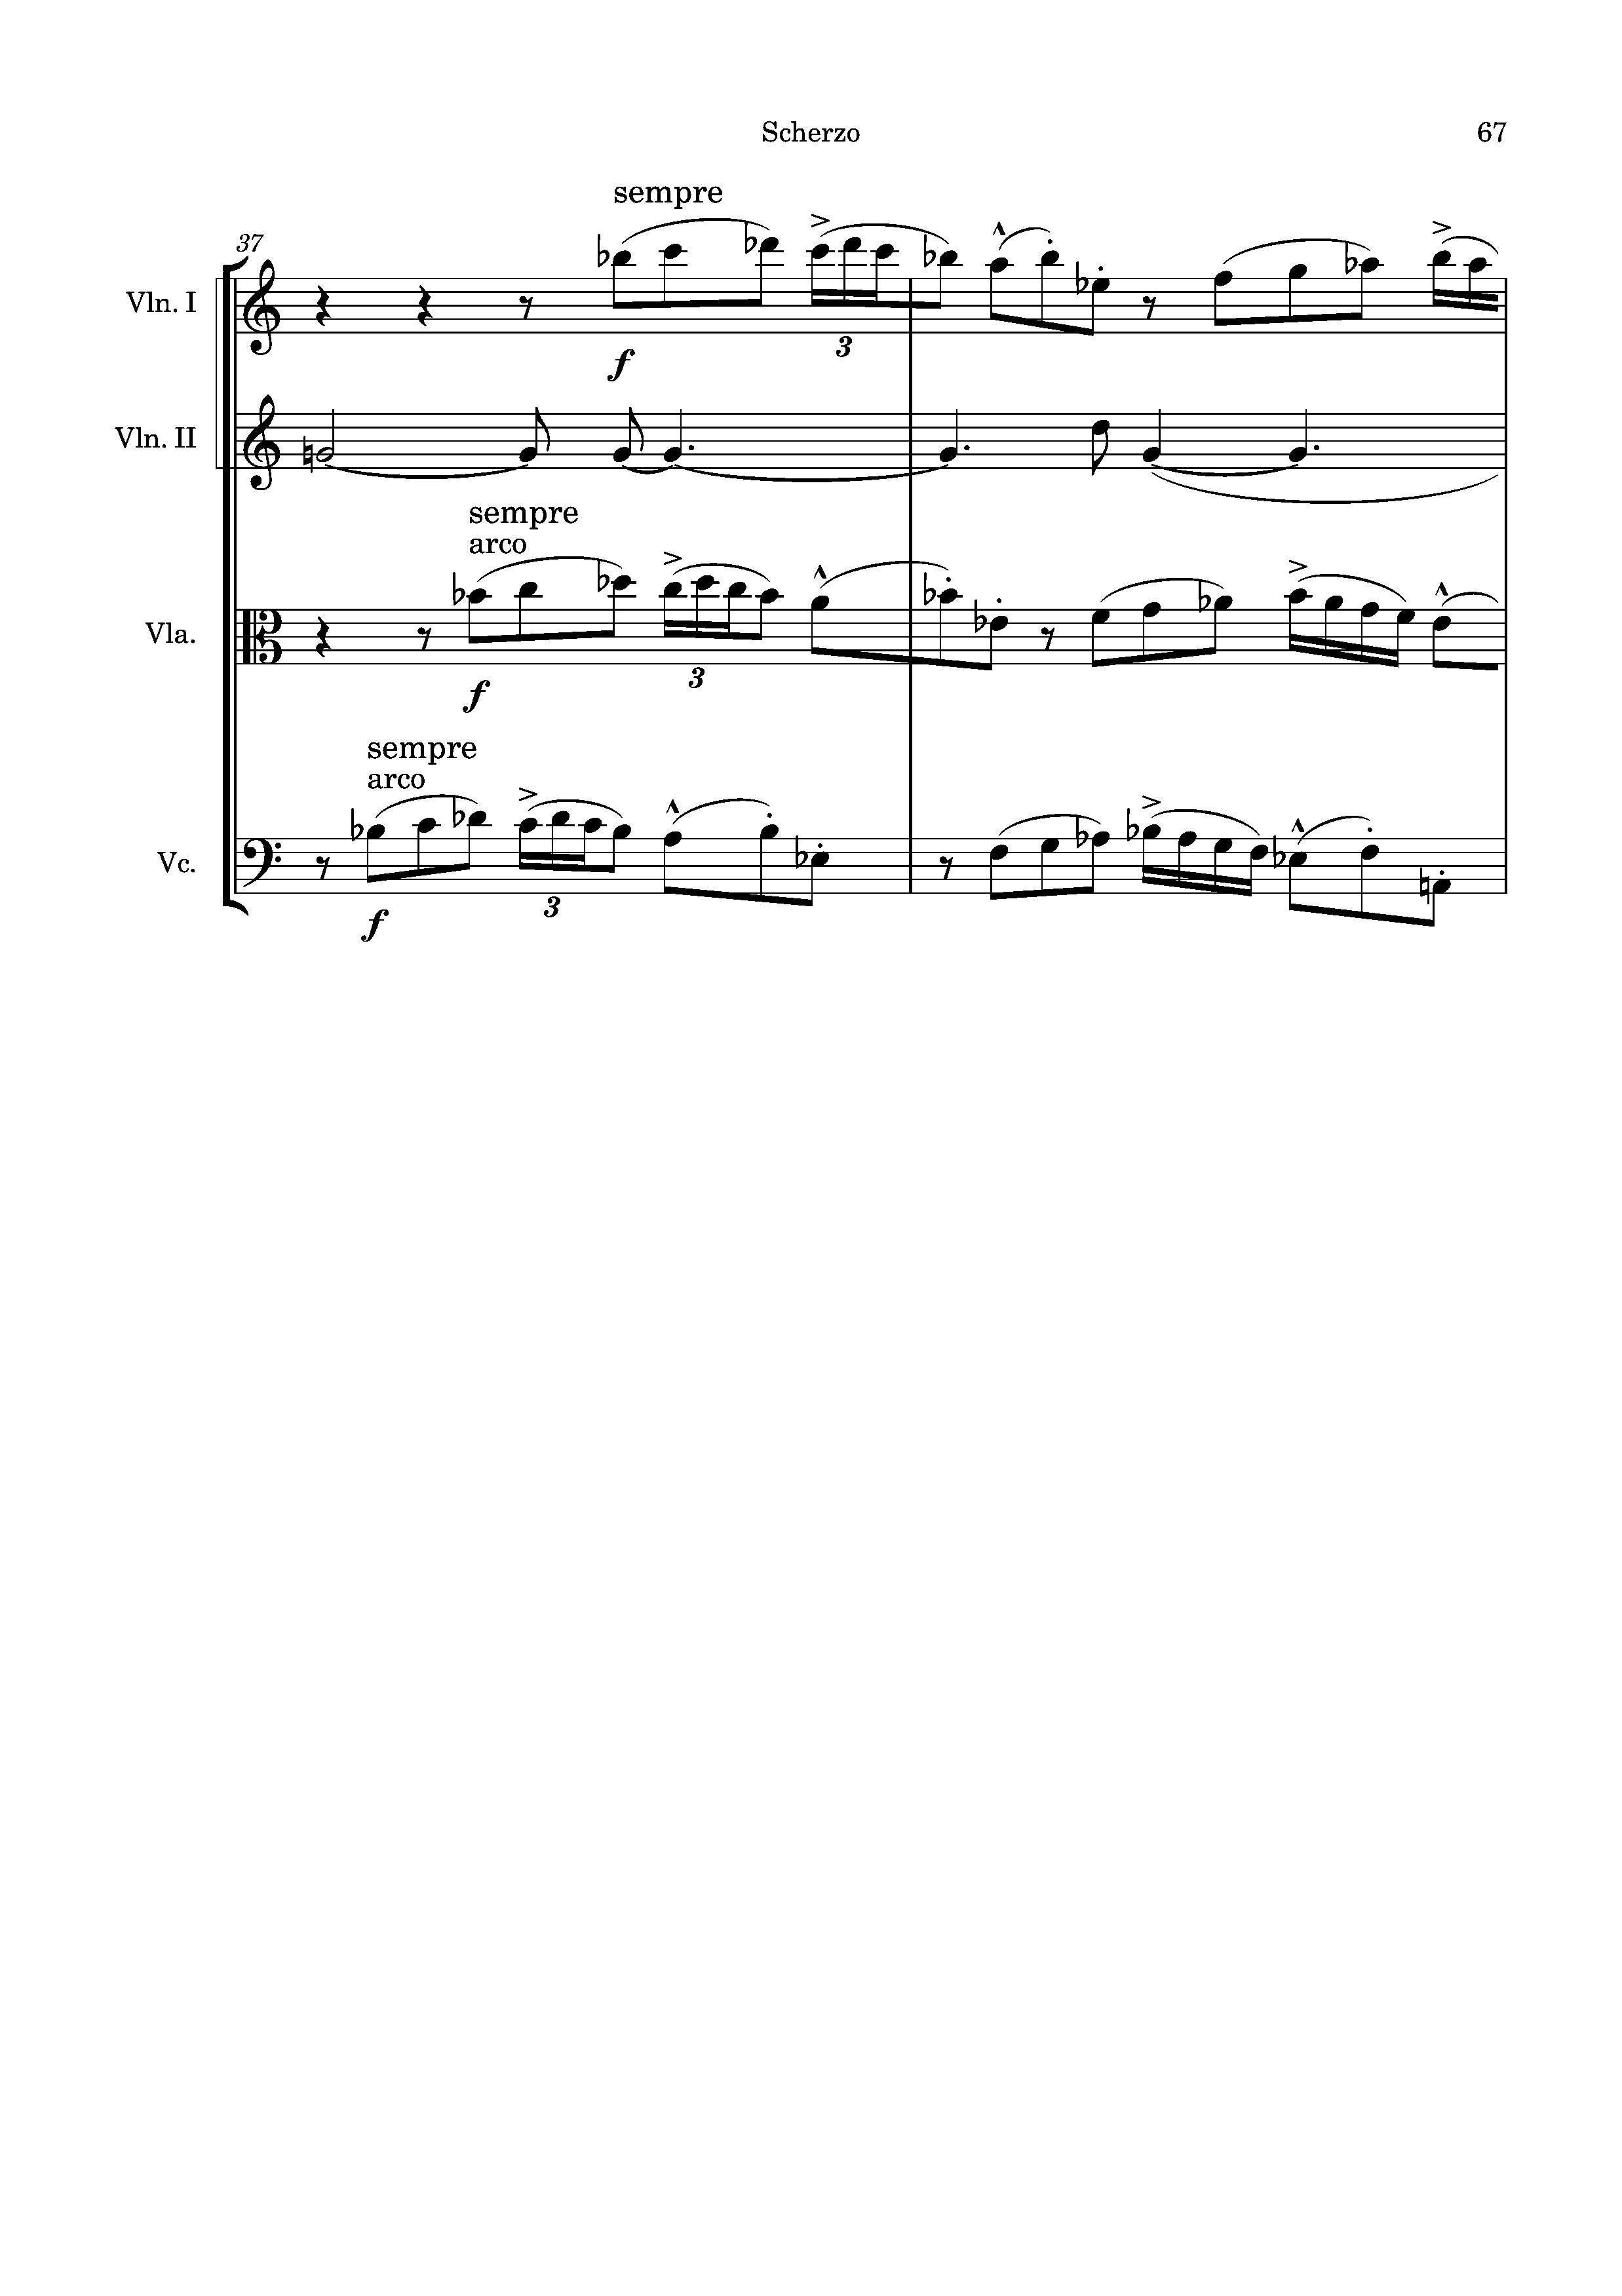 Scherzo 67
sempre
37
Vln. I
3
f
Vln. II
sempre
arco
Vla.
3
f
sempre
arco
Vc.
3
f